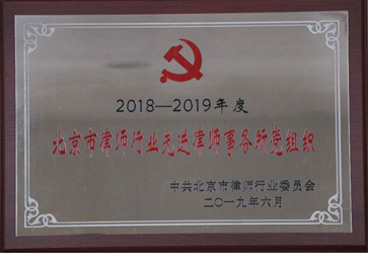 2018—2019年度
北京市律师行业先进律师事务所党组织
中共北京市律师行业委员会
二〇一九年六月